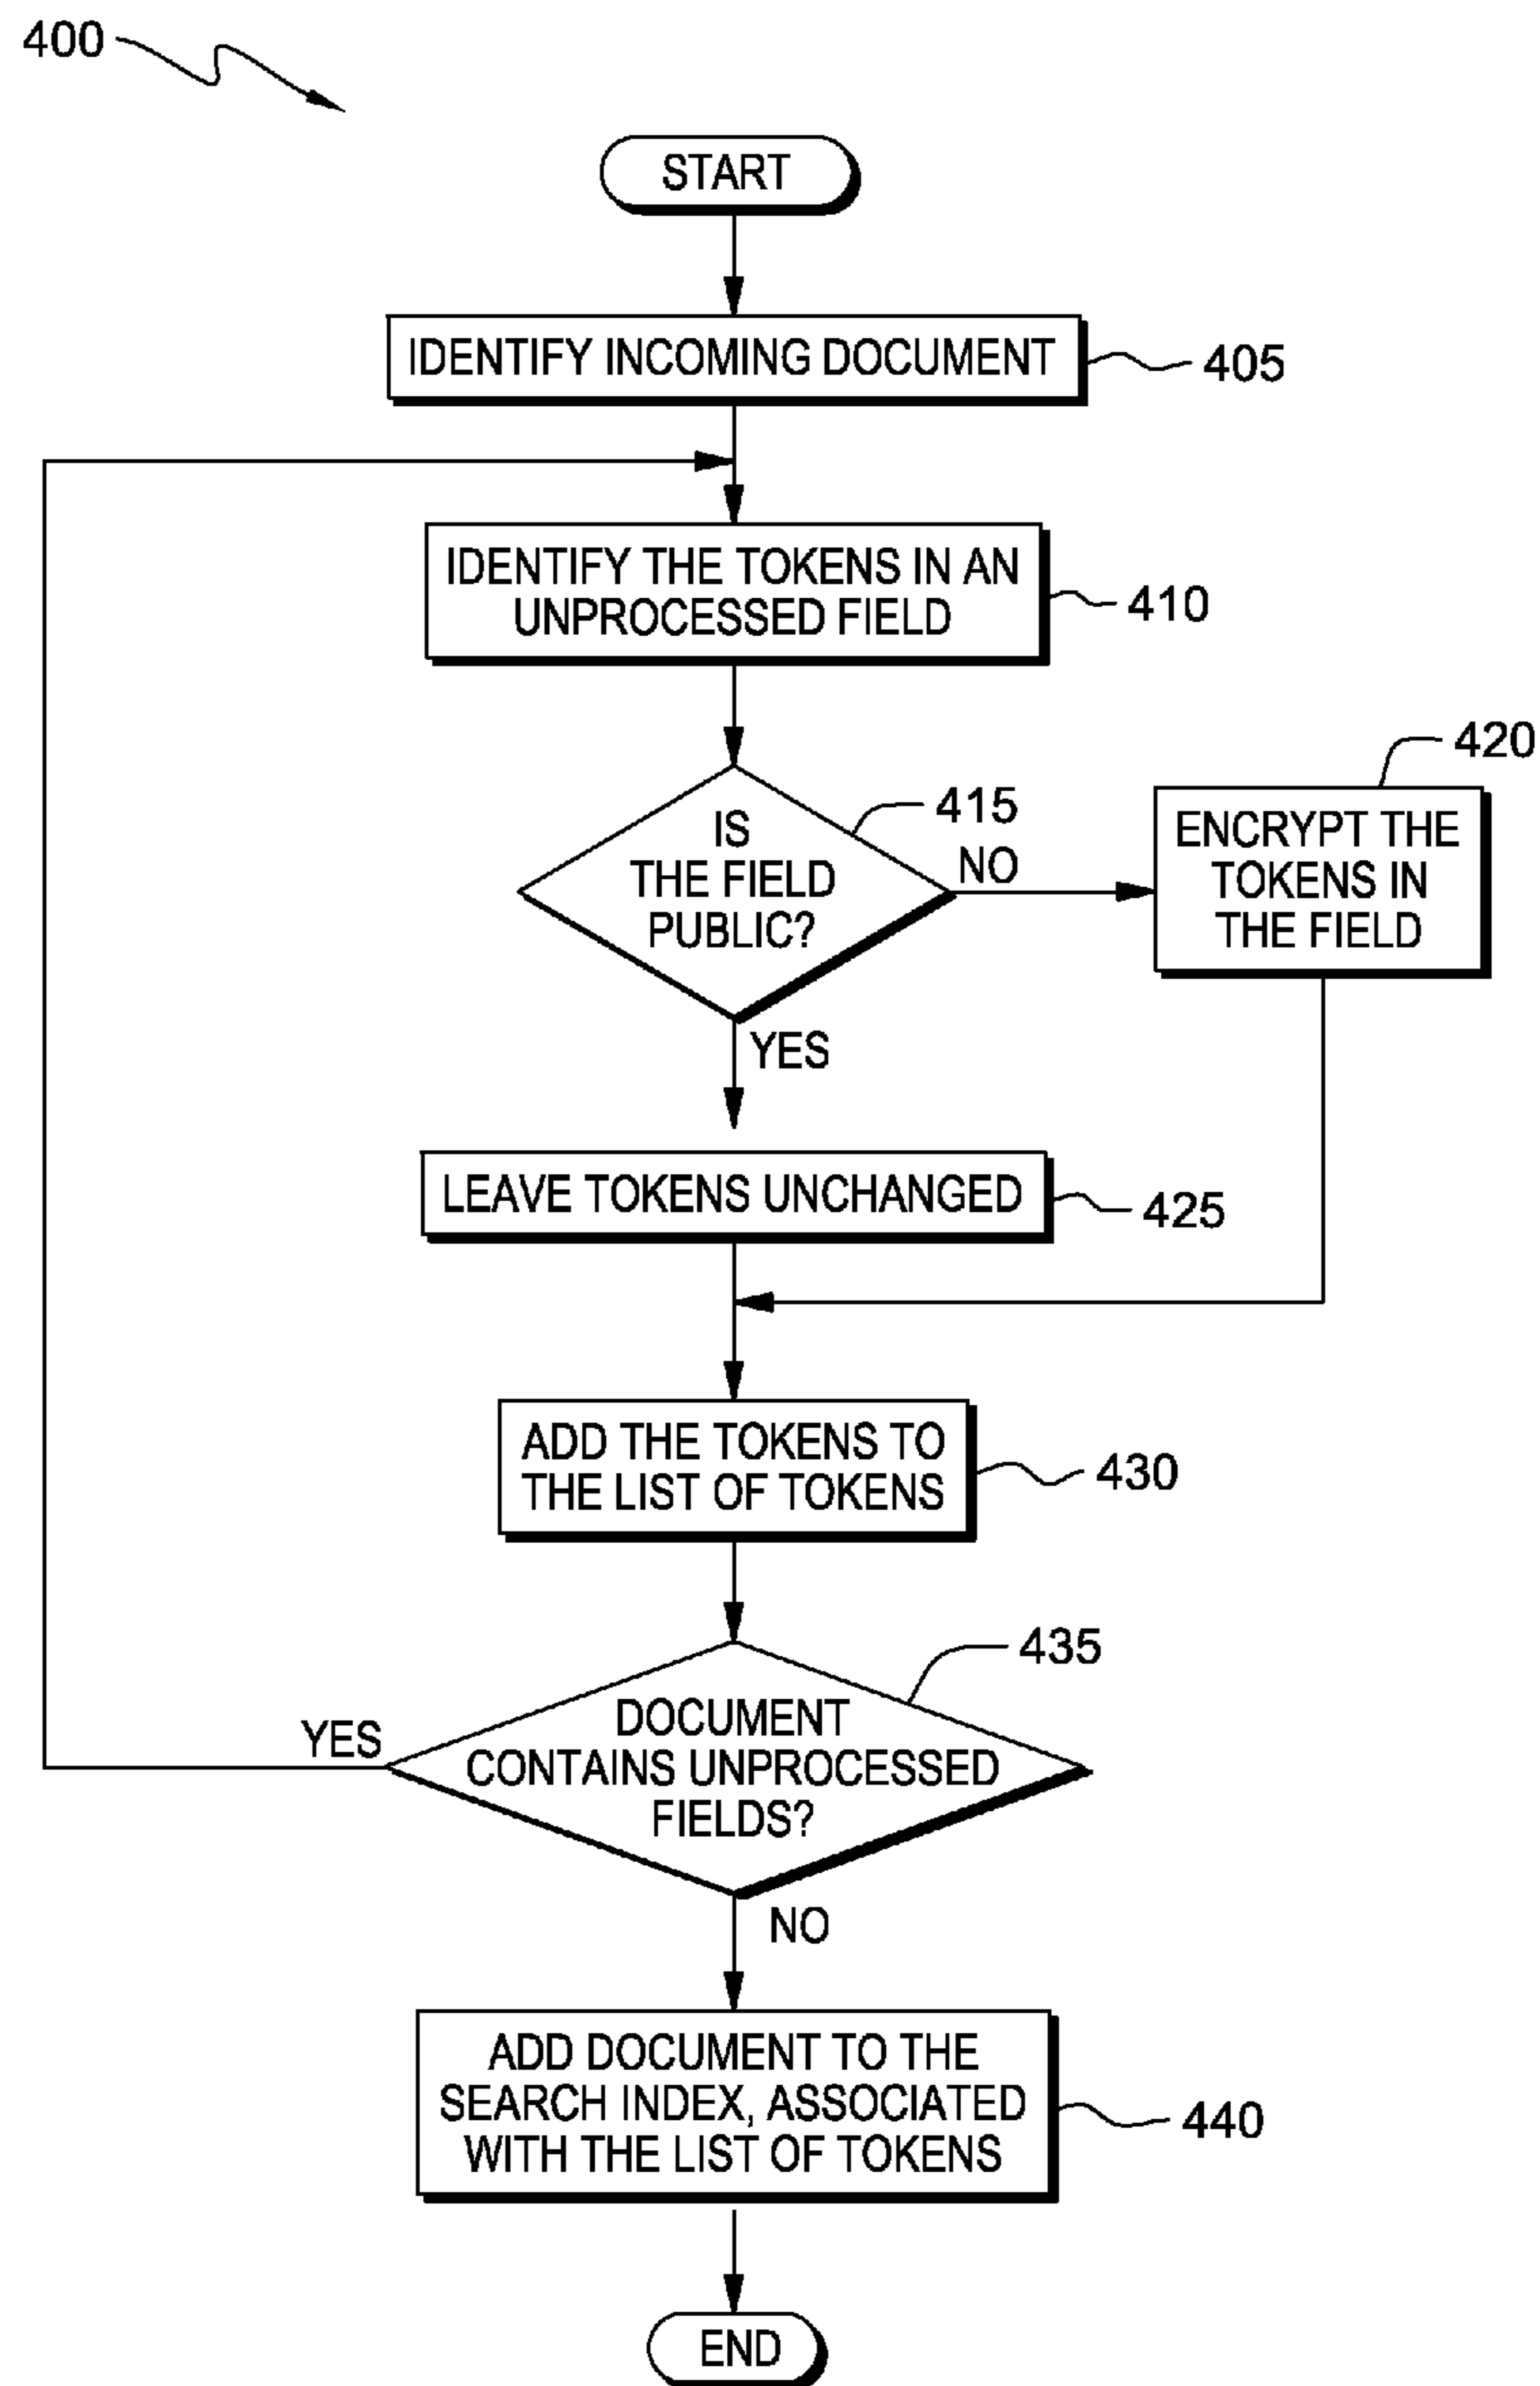 400
START
IDENTIFY INCOMING DOCUMENT
405
IDENTIFY THE TOKENS IN AN
UNPROCESSED FIELD
410
IS
THE FIELD
PUBLIC?
415
NO
420
ENCRYPT THE
TOKENS IN
THE FIELD
YES
LEAVE TOKENS UNCHANGED
425
ADD THE TOKENS TO
THE LIST OF TOKENS
430
435
DOCUMENT
CONTAINS UNPROCESSED
FIELDS?
YES
NO
ADD DOCUMENT TO THE
SEARCH INDEX, ASSOCIATED
WITH THE LIST OF TOKENS
440
END